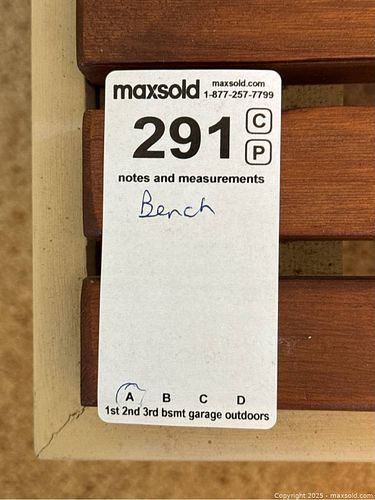 maxsold maxsold.com
1-877-257-7799
291 C
P
notes and measurements
Bench
A B C D
1st 2nd 3rd bsmt garage outdoors
Copyright 2025 - maxsold.com